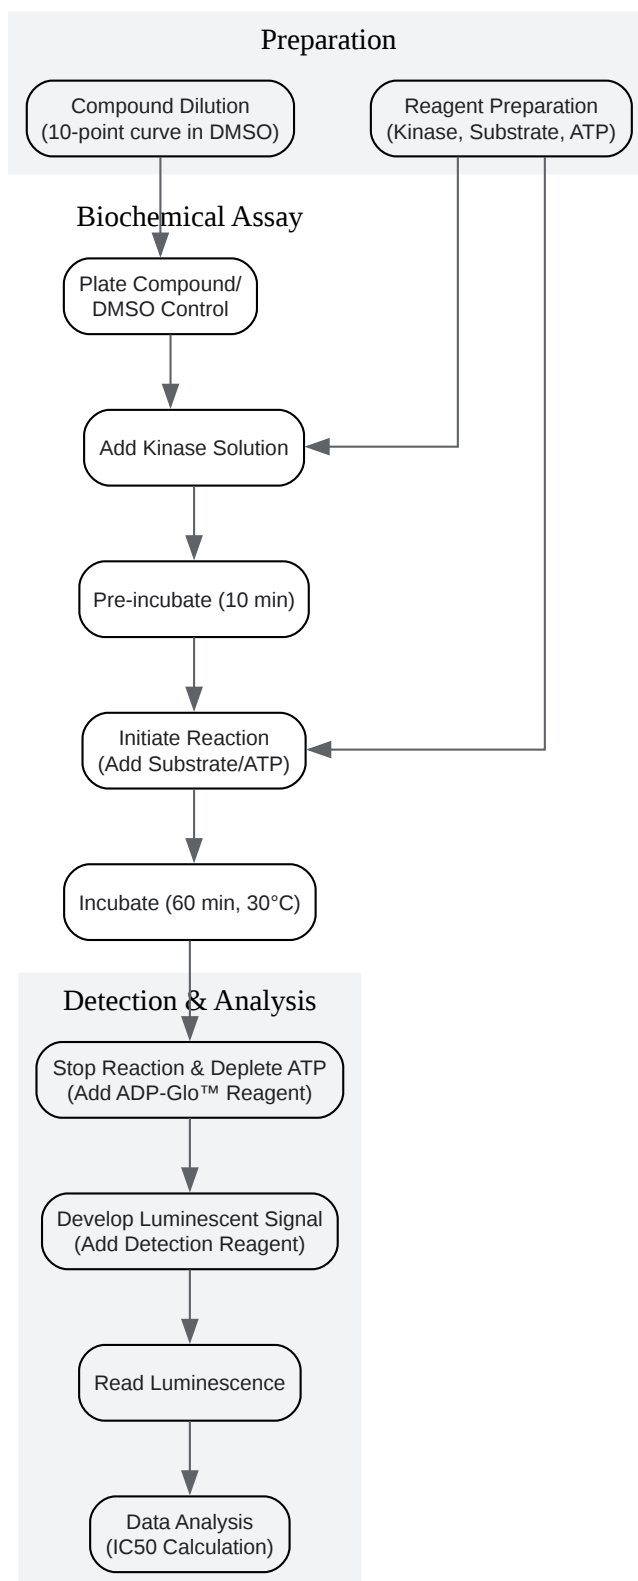 Preparation
Compound Dilution
(10-point curve in DMSO)
Reagent Preparation
(Kinase, Substrate, ATP)
Biochemical Assay
Plate Compound/
DMSO Control
Add Kinase Solution
Pre-incubate (10 min)
Initiate Reaction
(Add Substrate/ATP)
Incubate (60 min, 30°C)
Detection & Analysis
Stop Reaction & Deplete ATP
(Add ADP-Glo™ Reagent)
Develop Luminescent Signal
(Add Detection Reagent)
Read Luminescence
Data Analysis
(IC50 Calculation)